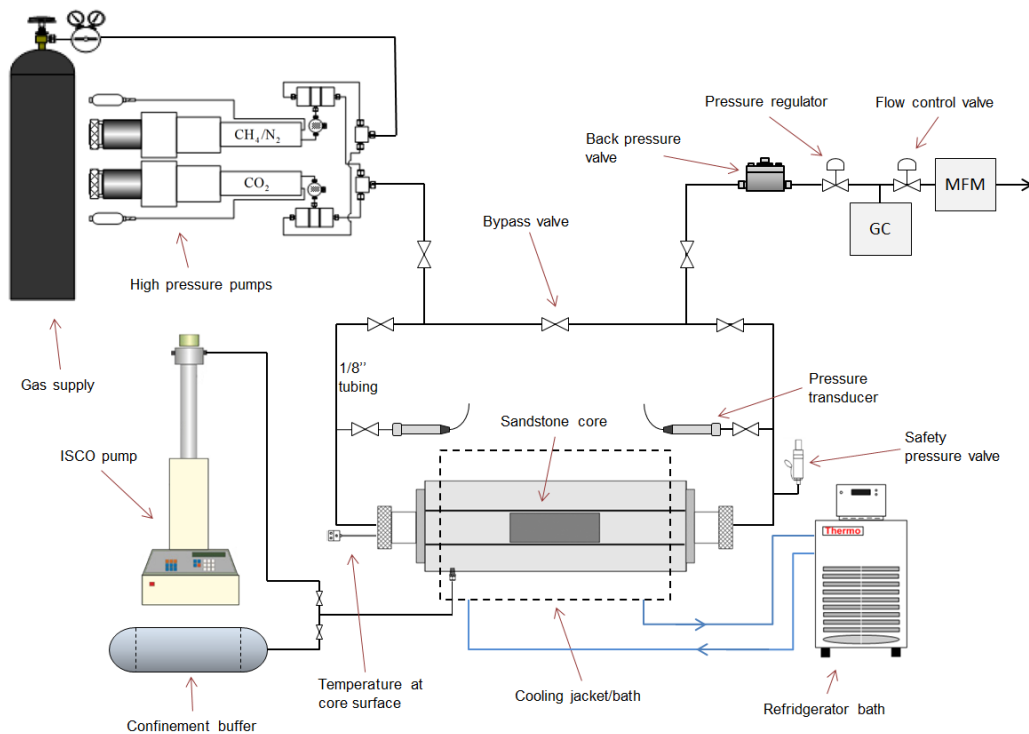 CH4/N2
CO2
High pressure pumps
Gas supply
Pressure regulator
Flow control valve
Back pressure
valve
MFM
GC
Bypass valve
1/8’’
tubing
Pressure
transducer
Sandstone core
Safety
pressure valve
ISCO pump
Thermo
Confinement buffer
Temperature at
core surface
Cooling jacket/bath
Refridgerator bath